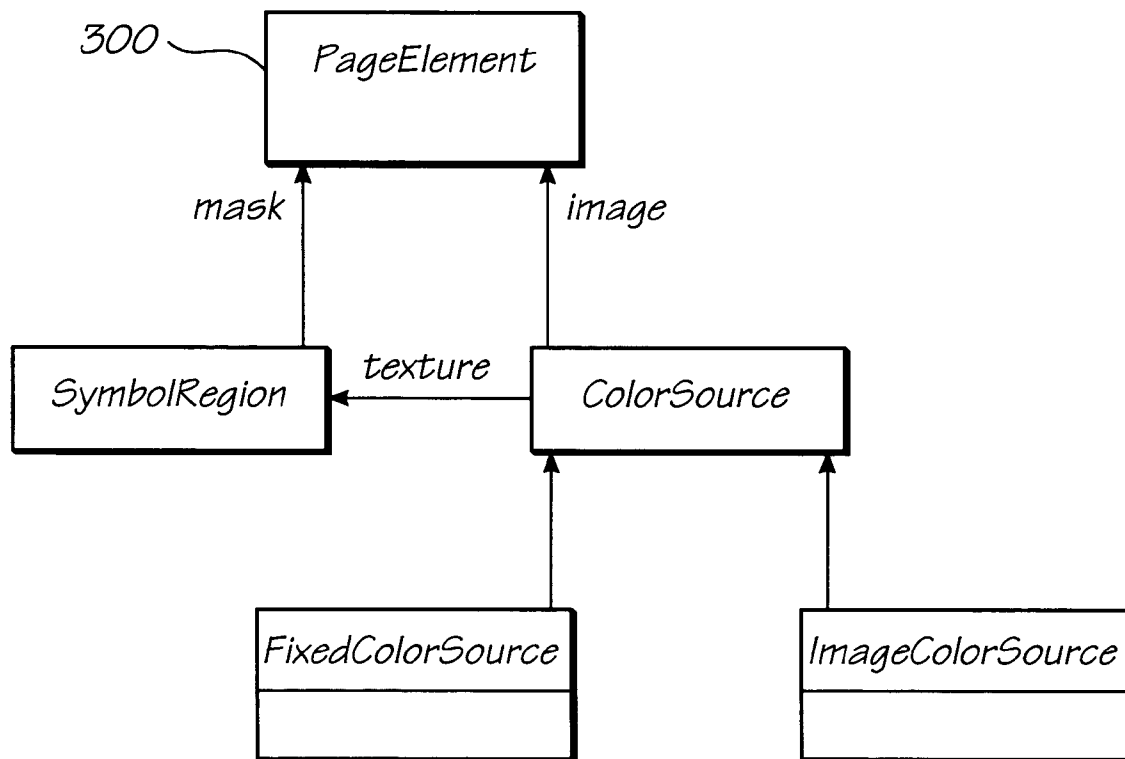 300
PageElement
mask
image
SymbolRegion
texture
ColorSource
FixedColorSource
ImageColorSource